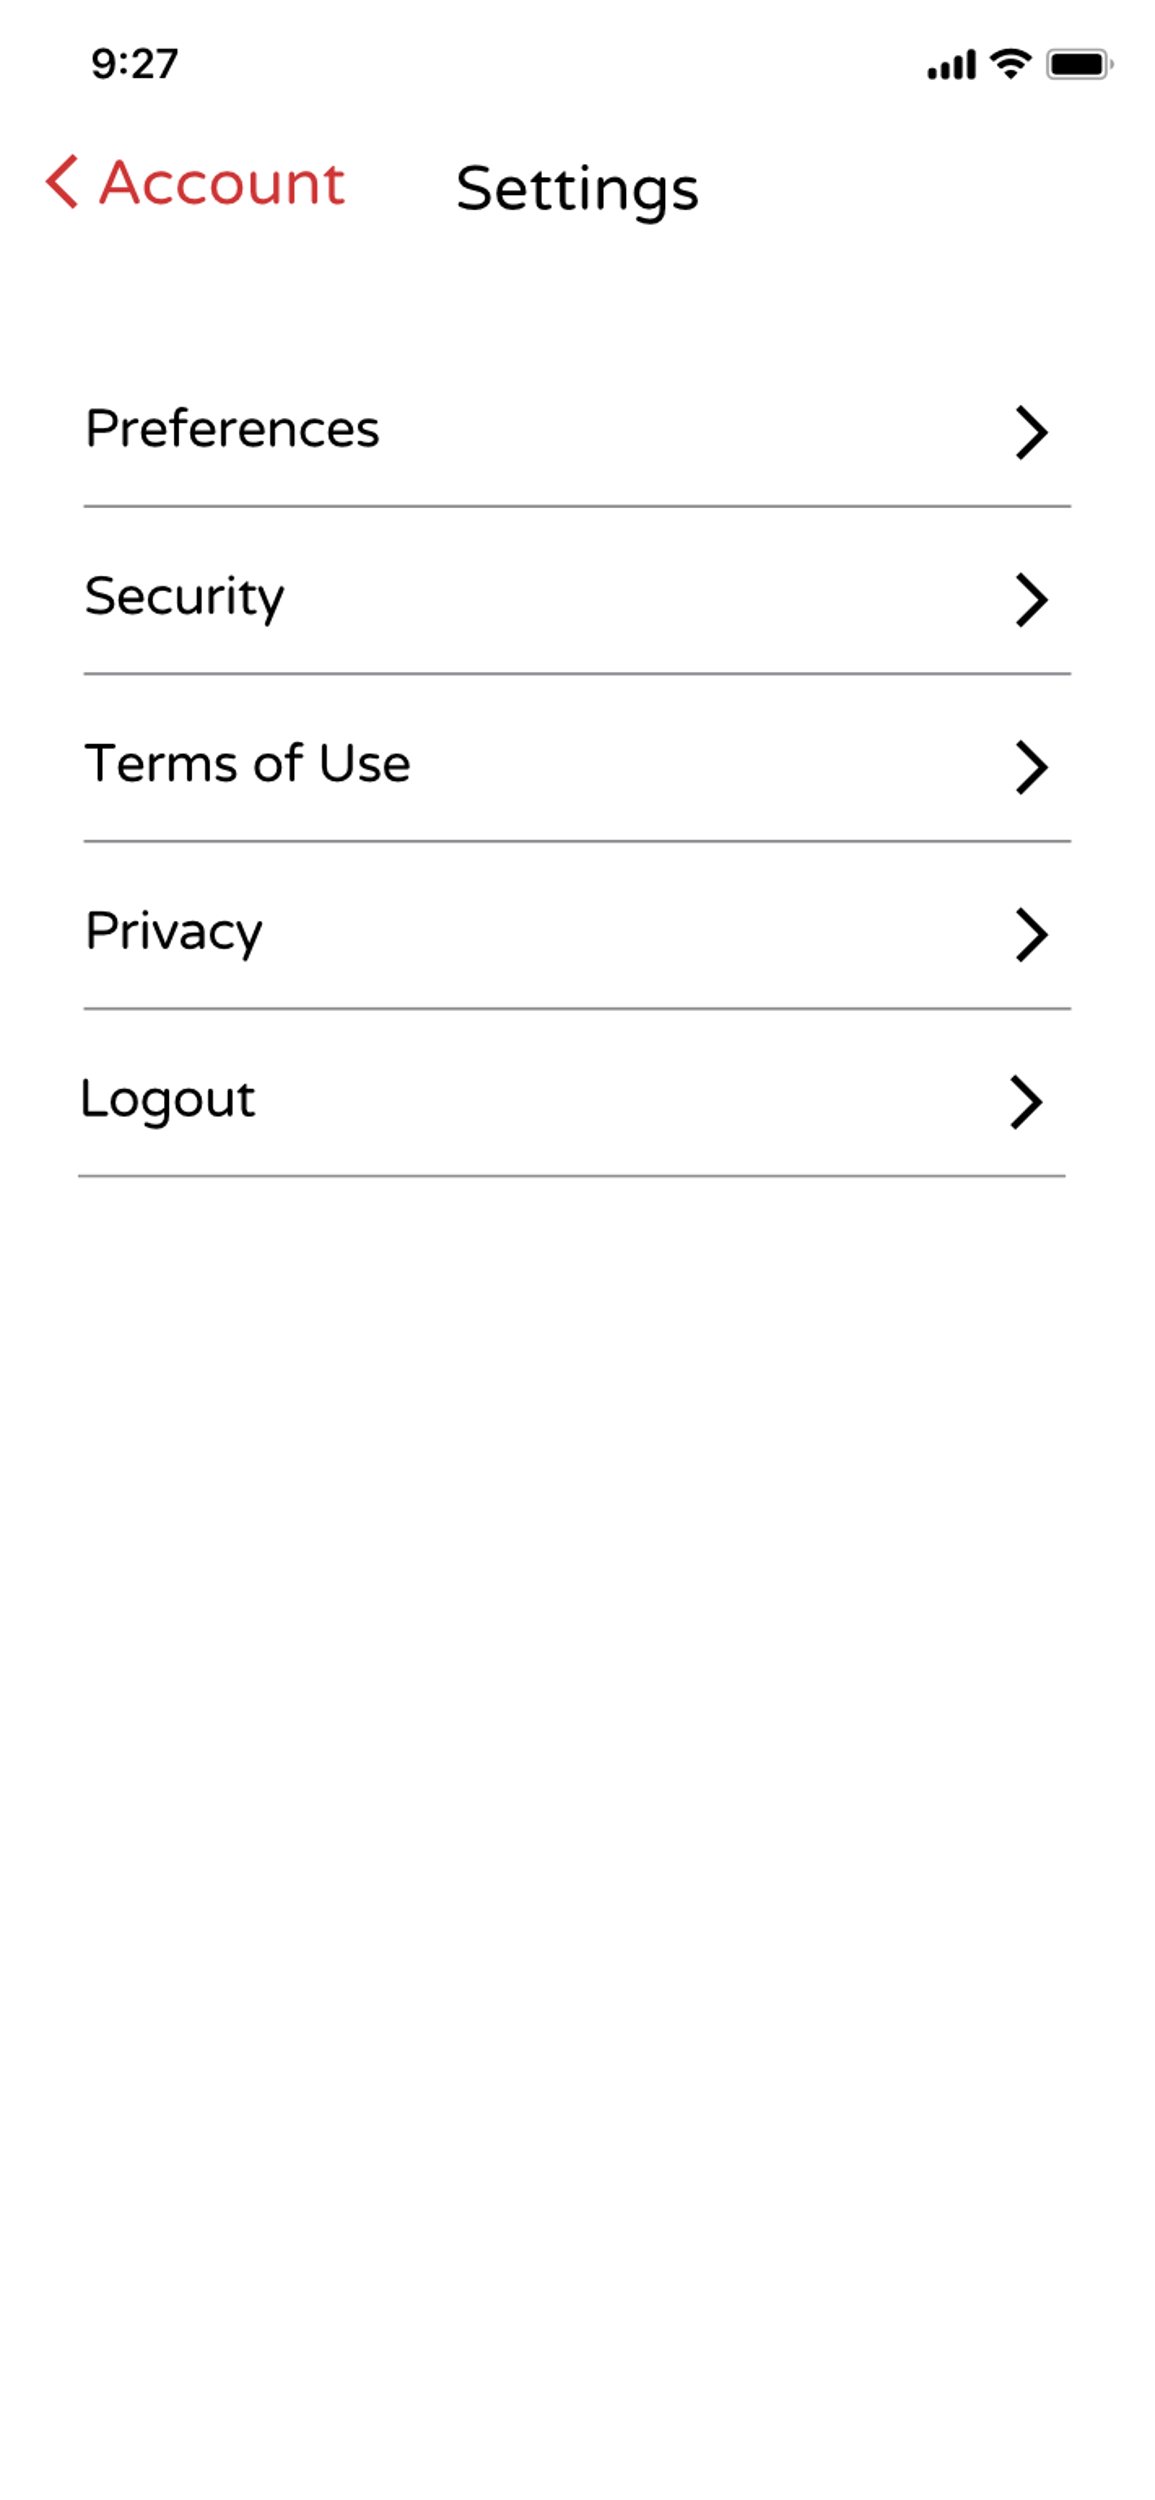 9:27
Account
Settings
Preferences
Security
Terms of Use
Privacy
Logout